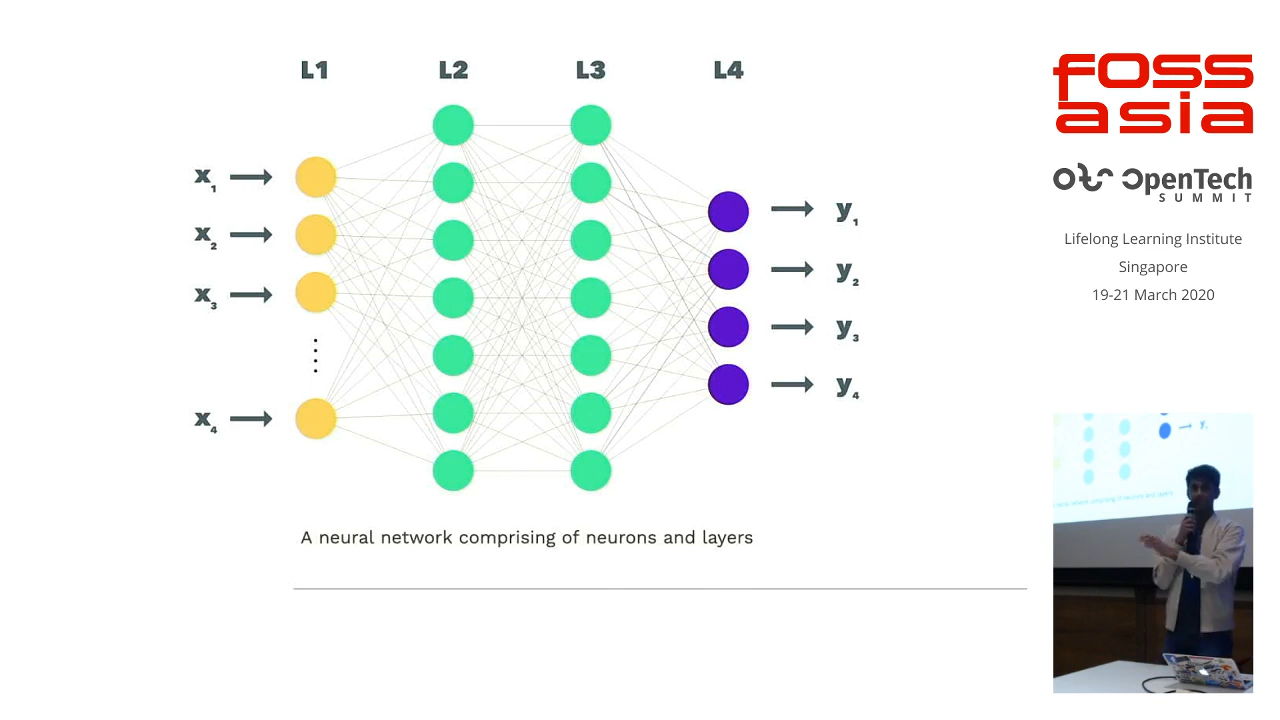 L1 L2 L3 L4
x1
x2
x3
x4
y1
y2
y3
y4
A neural network comprising of neurons and layers
FOSS
asia
OpenTech
SUMMIT
Lifelong Learning Institute
Singapore
19-21 March 2020